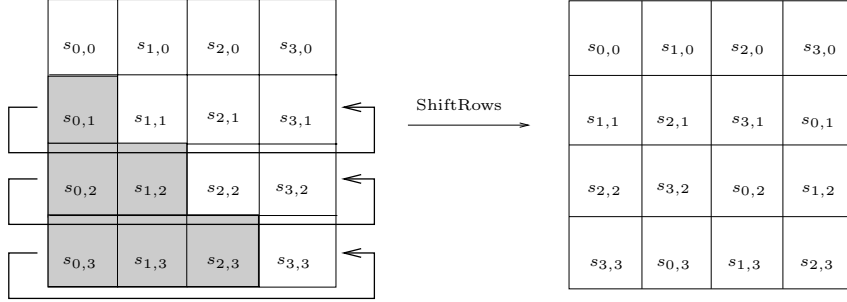 s0,0 s1,0 s2,0 s3,0
s0,1 s1,1 s2,1 s3,1
s0,2 s1,2 s2,2 s3,2
s0,3 s1,3 s2,3 s3,3
ShiftRows
s0,0 s1,0 s2,0 s3,0
s1,1 s2,1 s3,1 s0,1
s2,2 s3,2 s0,2 s1,2
s3,3 s0,3 s1,3 s2,3